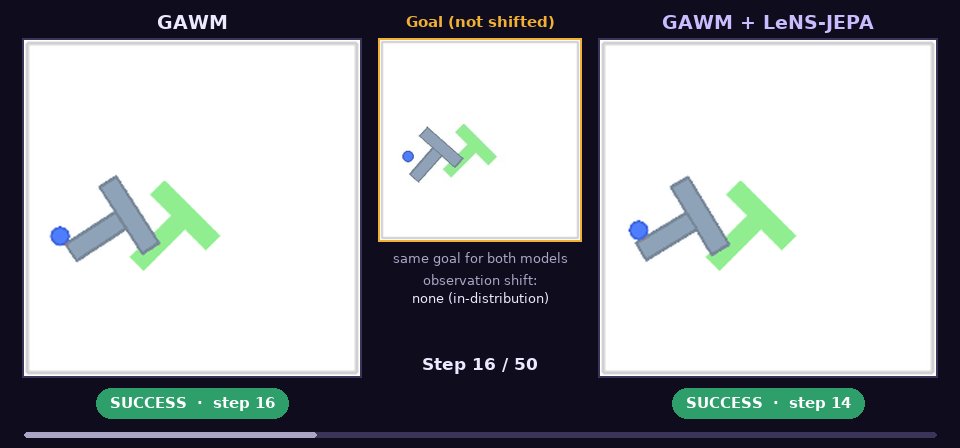 GAWM
Goal (not shifted)
GAWM + LeNS-JEPA
same goal for both models
observation shift:
none (in-distribution)
Step 16 / 50
SUCCESS · step 16
SUCCESS · step 14